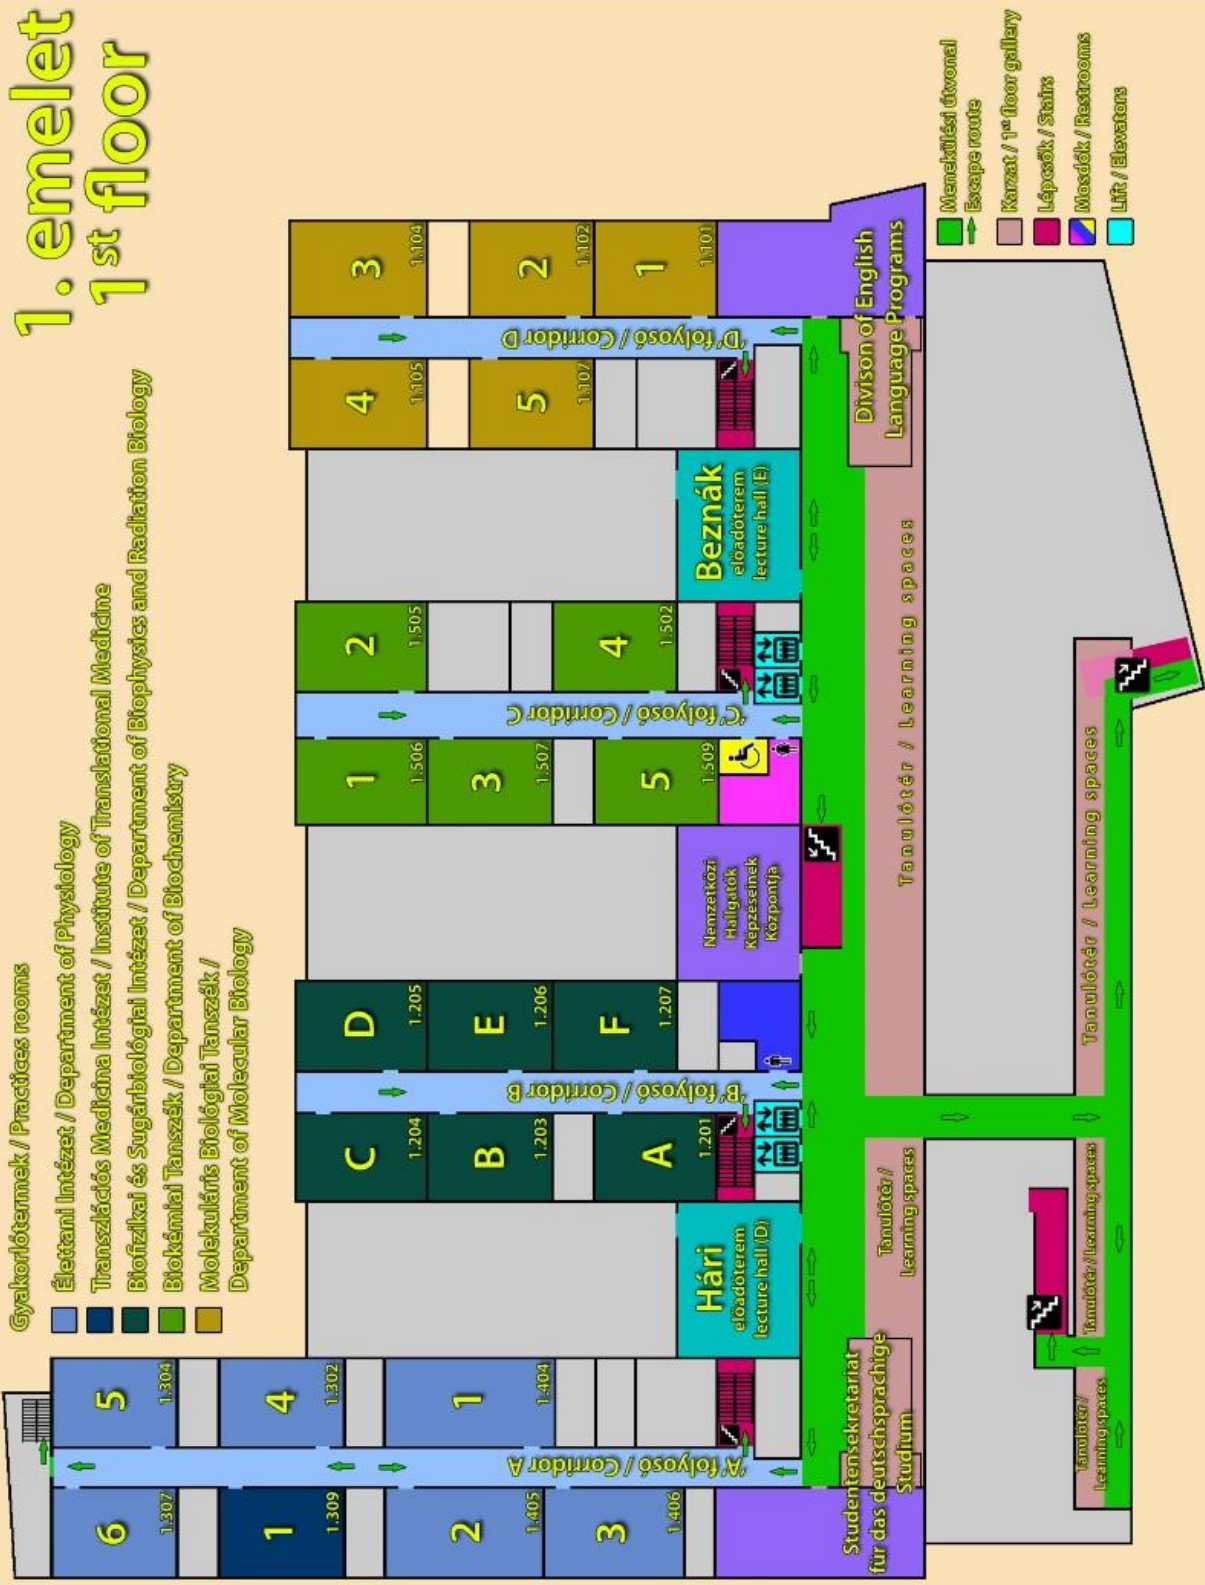 1. emelet
1st floor
Gyakorlótermek / Practices rooms
Élettani Intézet / Department of Physiology
Transzlációs Medicina Intézet / Institute of Translational Medicine
Biofizikai és Sugárbiológiai Intézet / Department of Biophysics and Radiation Biology
Biokémiai Tanszék / Department of Biochemistry
Molekuláris Biológiai Tanszék /
Department of Molecular Biology
5
1.304
4
1.302
1
1.404
6
1.307
1
1.309
2
1.405
3
1.406
'A' folyosó / Corridor A
Hári
előadóterem
lecture hall (D)
C
1.204
B
1.203
A
1.201
'B' folyosó / Corridor B
D
1.205
E
1.206
F
1.207
Nemzetközi
Hallgatók
Képzéseinek
Központja
1
1.506
3
1.507
5
1.509
'C' folyosó / Corridor C
2
1.505
4
1.502
Beznák
előadóterem
lecture hall (E)
4
1.105
5
1.107
'D' folyosó / Corridor D
3
1.104
2
1.102
1
1.101
Studentensekretariat
für das deutschsprachige
Studium
Tanulótér /
Learning spaces
Tanulótér / Learning spaces
Divison of English
Language Programs
Tanulótér /
Learning spaces
Tanulótér / Learning spaces
Tanulótér / Learning spaces
Menekülési útvonal
Escape route
Karzat / 1st floor gallery
Lépcsők / Stairs
Mosdók / Restrooms
Lift / Elevators